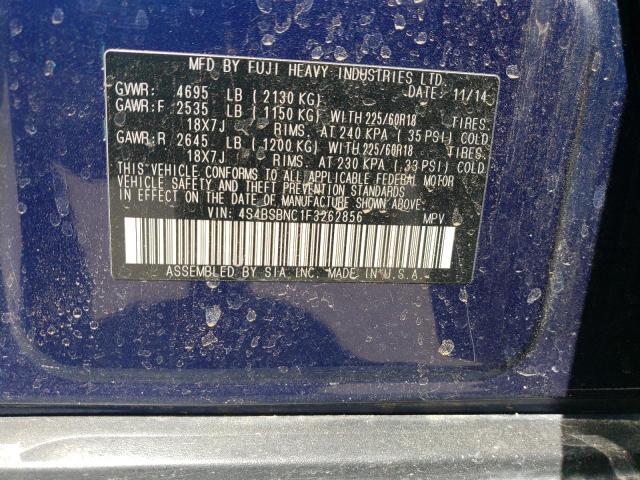 MFD BY FUJI HEAVY INDUSTRIES LTD.
GVWR: 4695 LB (2130 KG) DATE: 11/14
GAWR:F 2535 LB (1150 KG) WITH 225/60R18 TIRES.
18X7J RIMS. AT 240 KPA (35 PSI) COLD
GAWR:R 2645 LB (1200 KG) WITH 225/60R18 TIRES.
18X7J RIMS. AT 230 KPA (33 PSI) COLD
THIS VEHICLE CONFORMS TO ALL APPLICABLE FEDERAL MOTOR
VEHICLE SAFETY AND THEFT PREVENTION STANDARDS
IN EFFECT ON THE DATE OF MANUFACTURE SHOWN ABOVE.
VIN: 4S4BSBNC1F3262856 MPV
ASSEMBLED BY SIA, INC. MADE IN U.S.A.